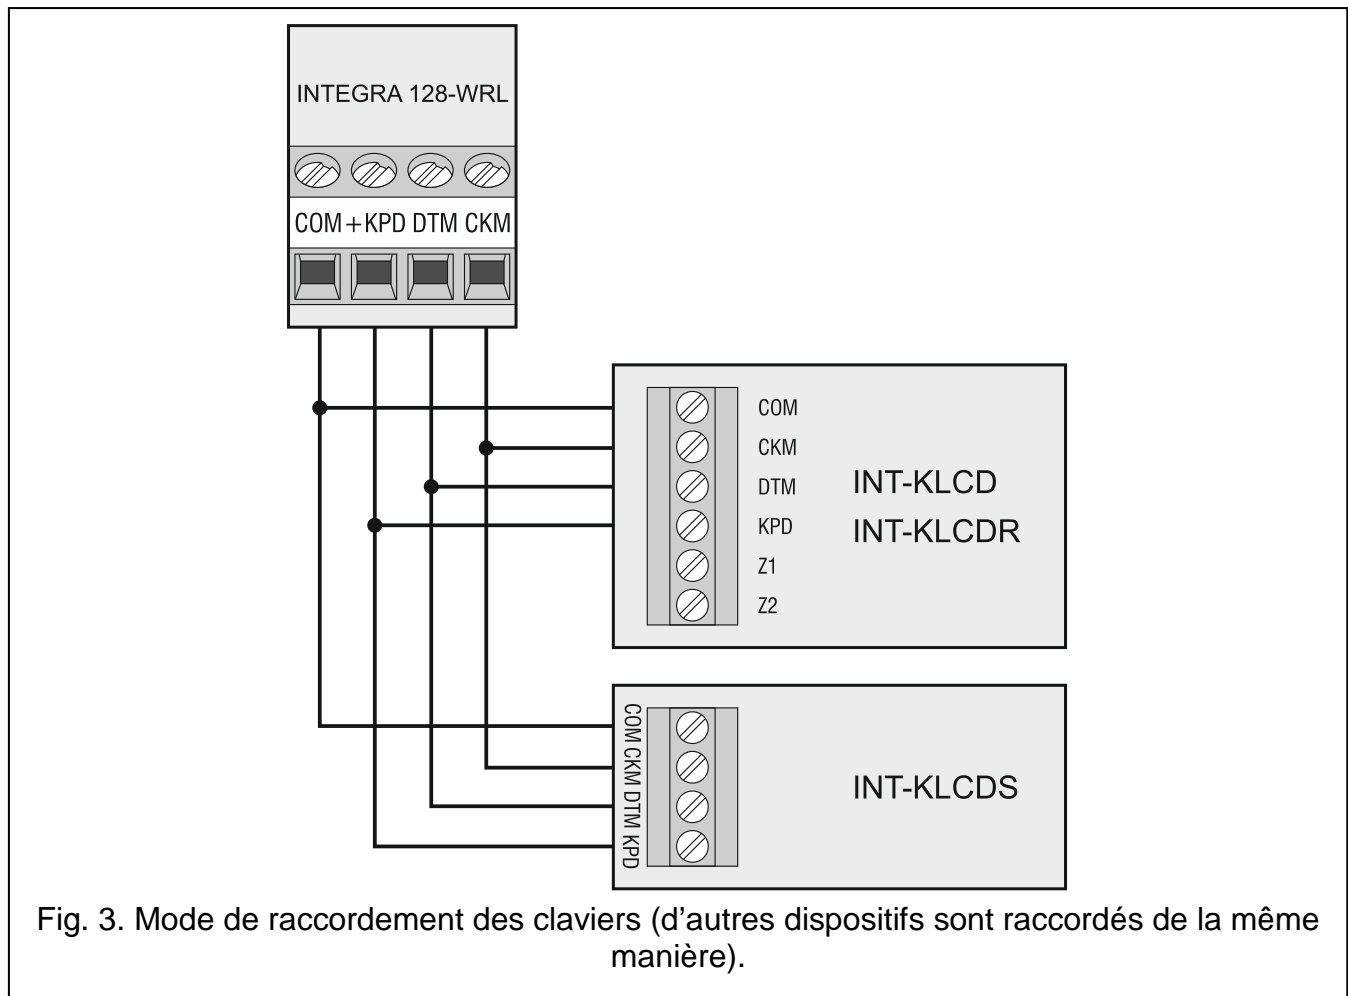 INTEGRA 128-WRL
COM +KPD DTM CKM
COM
CKM
DTM
KPD
Z1
Z2
INT-KLCD
INT-KLCDR
COM CKM DTM KPD
INT-KLCDS
Fig. 3. Mode de raccordement des claviers (d’autres dispositifs sont raccordés de la même
manière).